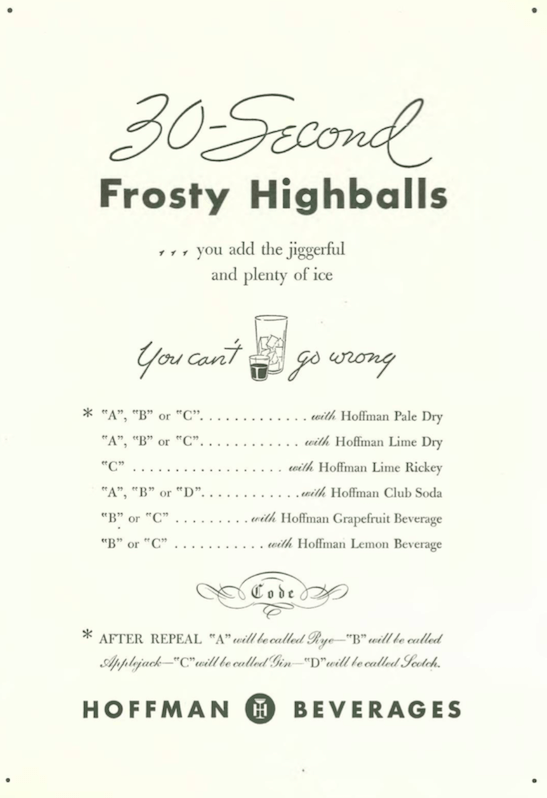 30-Second
Frosty Highballs
, , , you add the jiggerful
and plenty of ice
You can't go wrong
* "A", "B" or "C". . . . . . . . . . . . . with Hoffman Pale Dry
"A", "B" or "C". . . . . . . . . . . . with Hoffman Lime Dry
"C" . . . . . . . . . . . . . . . . . . with Hoffman Lime Rickey
"A", "B" or "D". . . . . . . . . . . . with Hoffman Club Soda
"B" or "C" . . . . . . . . . with Hoffman Grapefruit Beverage
"B" or "C" . . . . . . . . . . . with Hoffman Lemon Beverage
Code
* AFTER REPEAL "A" will be called Rye—"B" will be called
Applejack—"C" will be called Gin—"D" will be called Scotch.
HOFFMAN H BEVERAGES